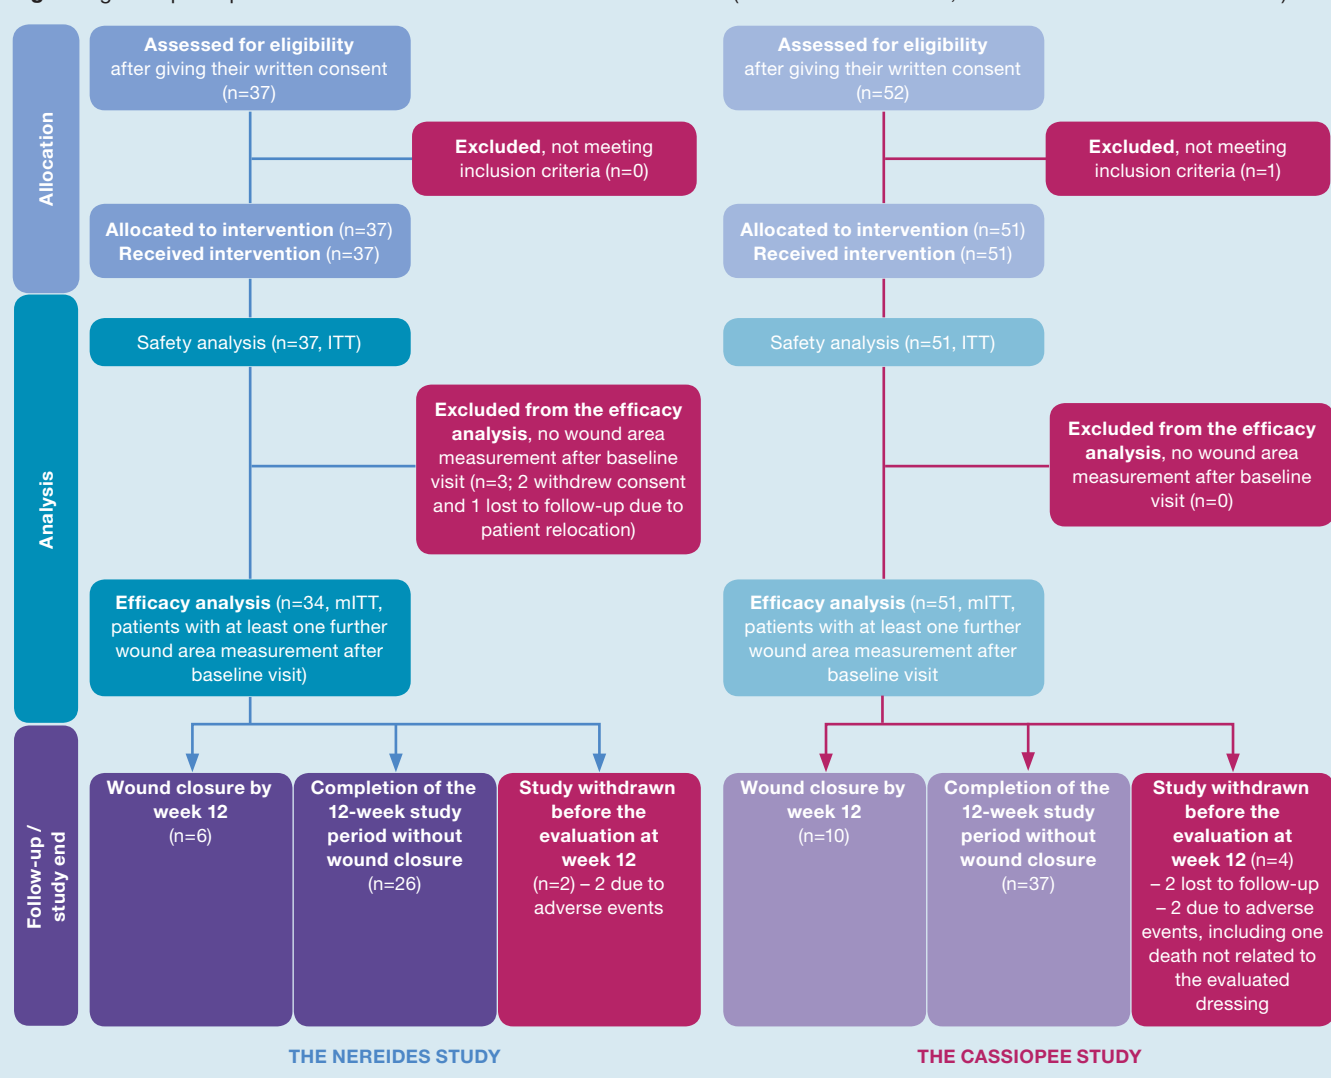 Allocation
Assessed for eligibility
after giving their written consent
(n=37)
Excluded, not meeting
inclusion criteria (n=0)
Allocated to intervention (n=37)
Received intervention (n=37)
Assessed for eligibility
after giving their written consent
(n=52)
Excluded, not meeting
inclusion criteria (n=1)
Allocated to intervention (n=51)
Received intervention (n=51)
Analysis
Safety analysis (n=37, ITT)
Excluded from the efficacy
analysis, no wound area
measurement after baseline
visit (n=3; 2 withdrew consent
and 1 lost to follow-up due to
patient relocation)
Efficacy analysis (n=34, mITT,
patients with at least one further
wound area measurement after
baseline visit)
Safety analysis (n=51, ITT)
Excluded from the efficacy
analysis, no wound area
measurement after baseline
visit (n=0)
Efficacy analysis (n=51, mITT,
patients with at least one further
wound area measurement after
baseline visit
Follow-up /
study end
Wound closure by
week 12
(n=6)
Completion of the
12-week study
period without
wound closure
(n=26)
Study withdrawn
before the
evaluation at
week 12
(n=2) – 2 due to
adverse events
Wound closure by
week 12
(n=10)
Completion of the
12-week study
period without
wound closure
(n=37)
Study withdrawn
before the
evaluation at
week 12 (n=4)
– 2 lost to follow-up
– 2 due to adverse
events, including one
death not related to
the evaluated
dressing
THE NEREIDES STUDY
THE CASSIOPEE STUDY